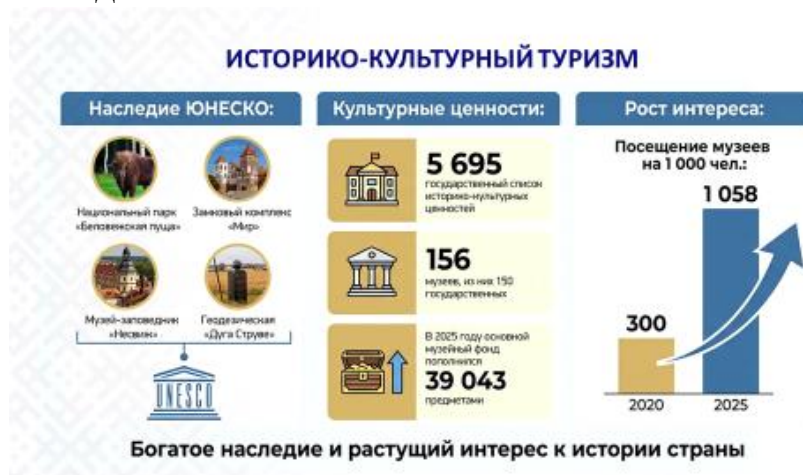 ИСТОРИКО-КУЛЬТУРНЫЙ ТУРИЗМ
Наследие ЮНЕСКО:
Национальный парк
«Беловежская пуща»
Замковый комплекс
«Мир»
Музей-заповедник
«Несвиж»
Геодезическая
«Дуга Струве»
UNESCO
Культурные ценности:
5 695
государственный список
историко-культурных
ценностей
156
музеев, из них 150
государственных
В 2025 году основной
музейный фонд
пополнился
39 043
предметами
Рост интереса:
Посещение музеев
на 1 000 чел.:
1 058
300
2020
2025
Богатое наследие и растущий интерес к истории страны